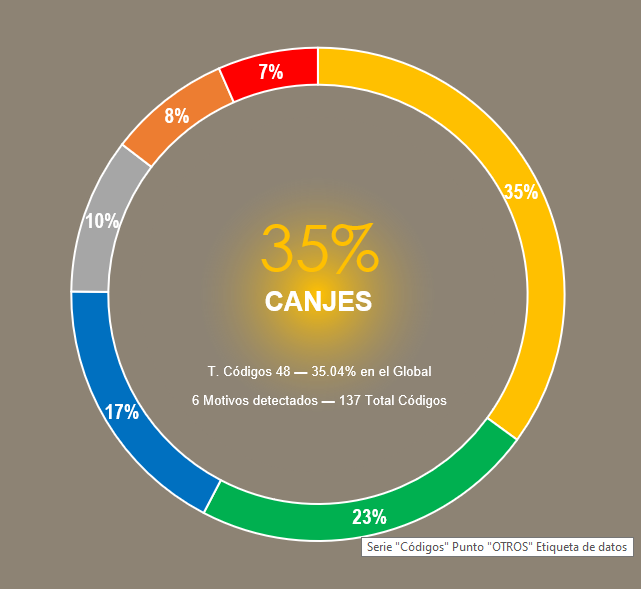 7%
8%
35%
10%
35%
CANJES
T. Códigos 48 — 35.04% en el Global
6 Motivos detectados — 137 Total Códigos
17%
23%
Serie "Códigos" Punto "OTROS" Etiqueta de datos